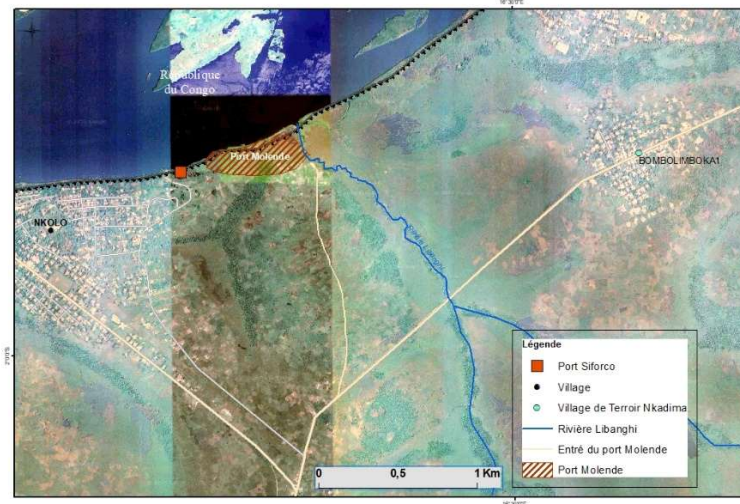 République
du Congo
Port Molende
BOMBOLIMBOKA1
NKOLO
Légende
Port Siforco
Village
Village de Terroir Nkadima
Rivière Libanghi
Entré du port Molende
Port Molende
0 0,5 1 Km